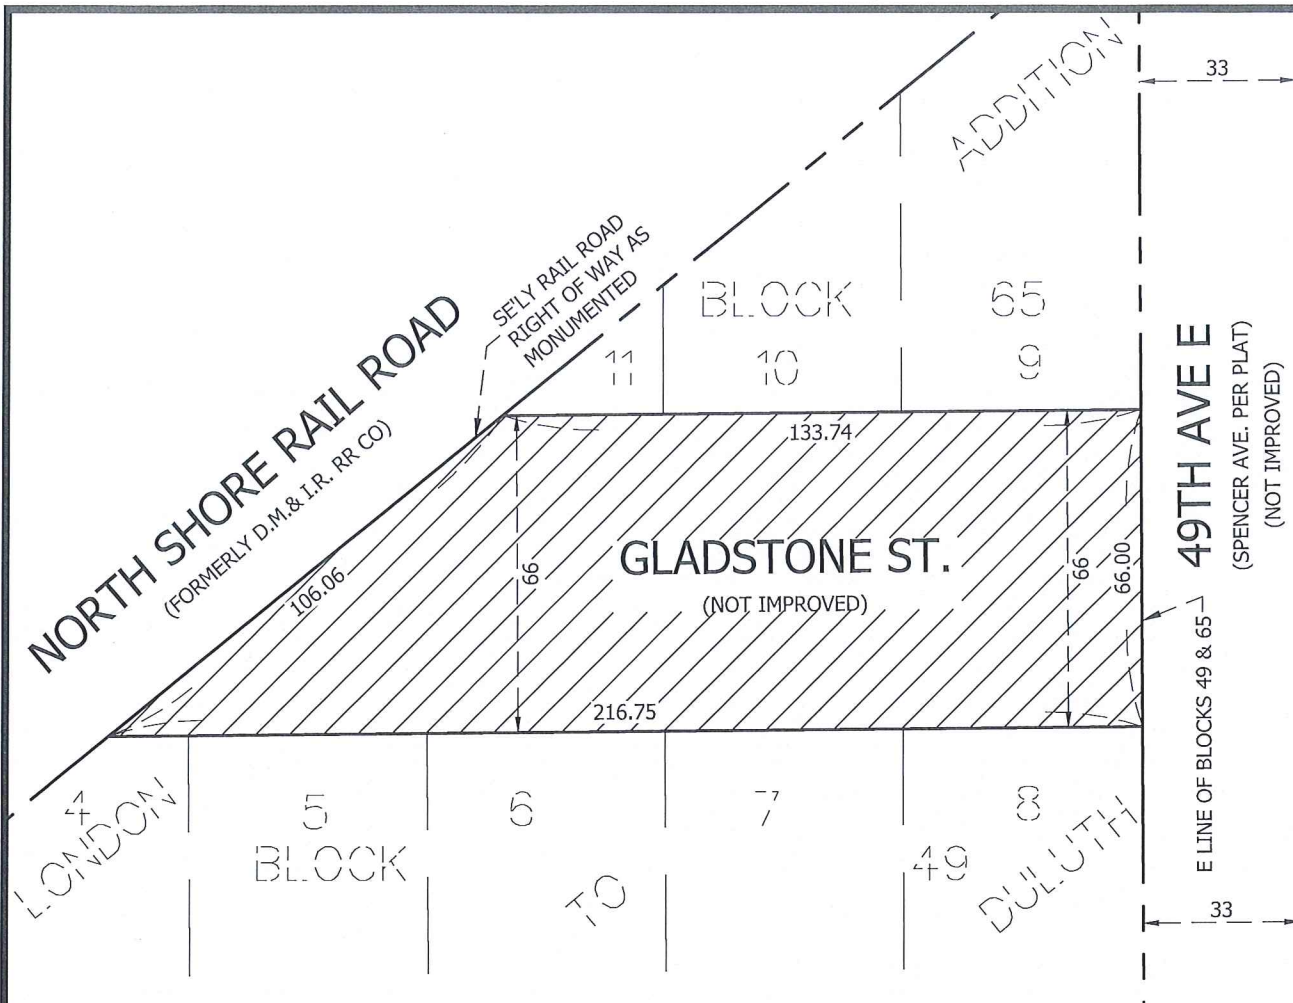 33
ADDITION
SE'LY RAIL ROAD
RIGHT OF WAY AS
MONUMENTED
BLOCK 65
11 10 9
NORTH SHORE RAIL ROAD
(FORMERLY D.M.& I.R. RR CO)
133.74
106.06
66
GLADSTONE ST.
(NOT IMPROVED)
66
66.00
49TH AVE E
(SPENCER AVE. PER PLAT)
(NOT IMPROVED)
216.75
E LINE OF BLOCKS 49 & 65
4 5 6 7 8
LONDON
BLOCK 49
TO
DULUTH
33